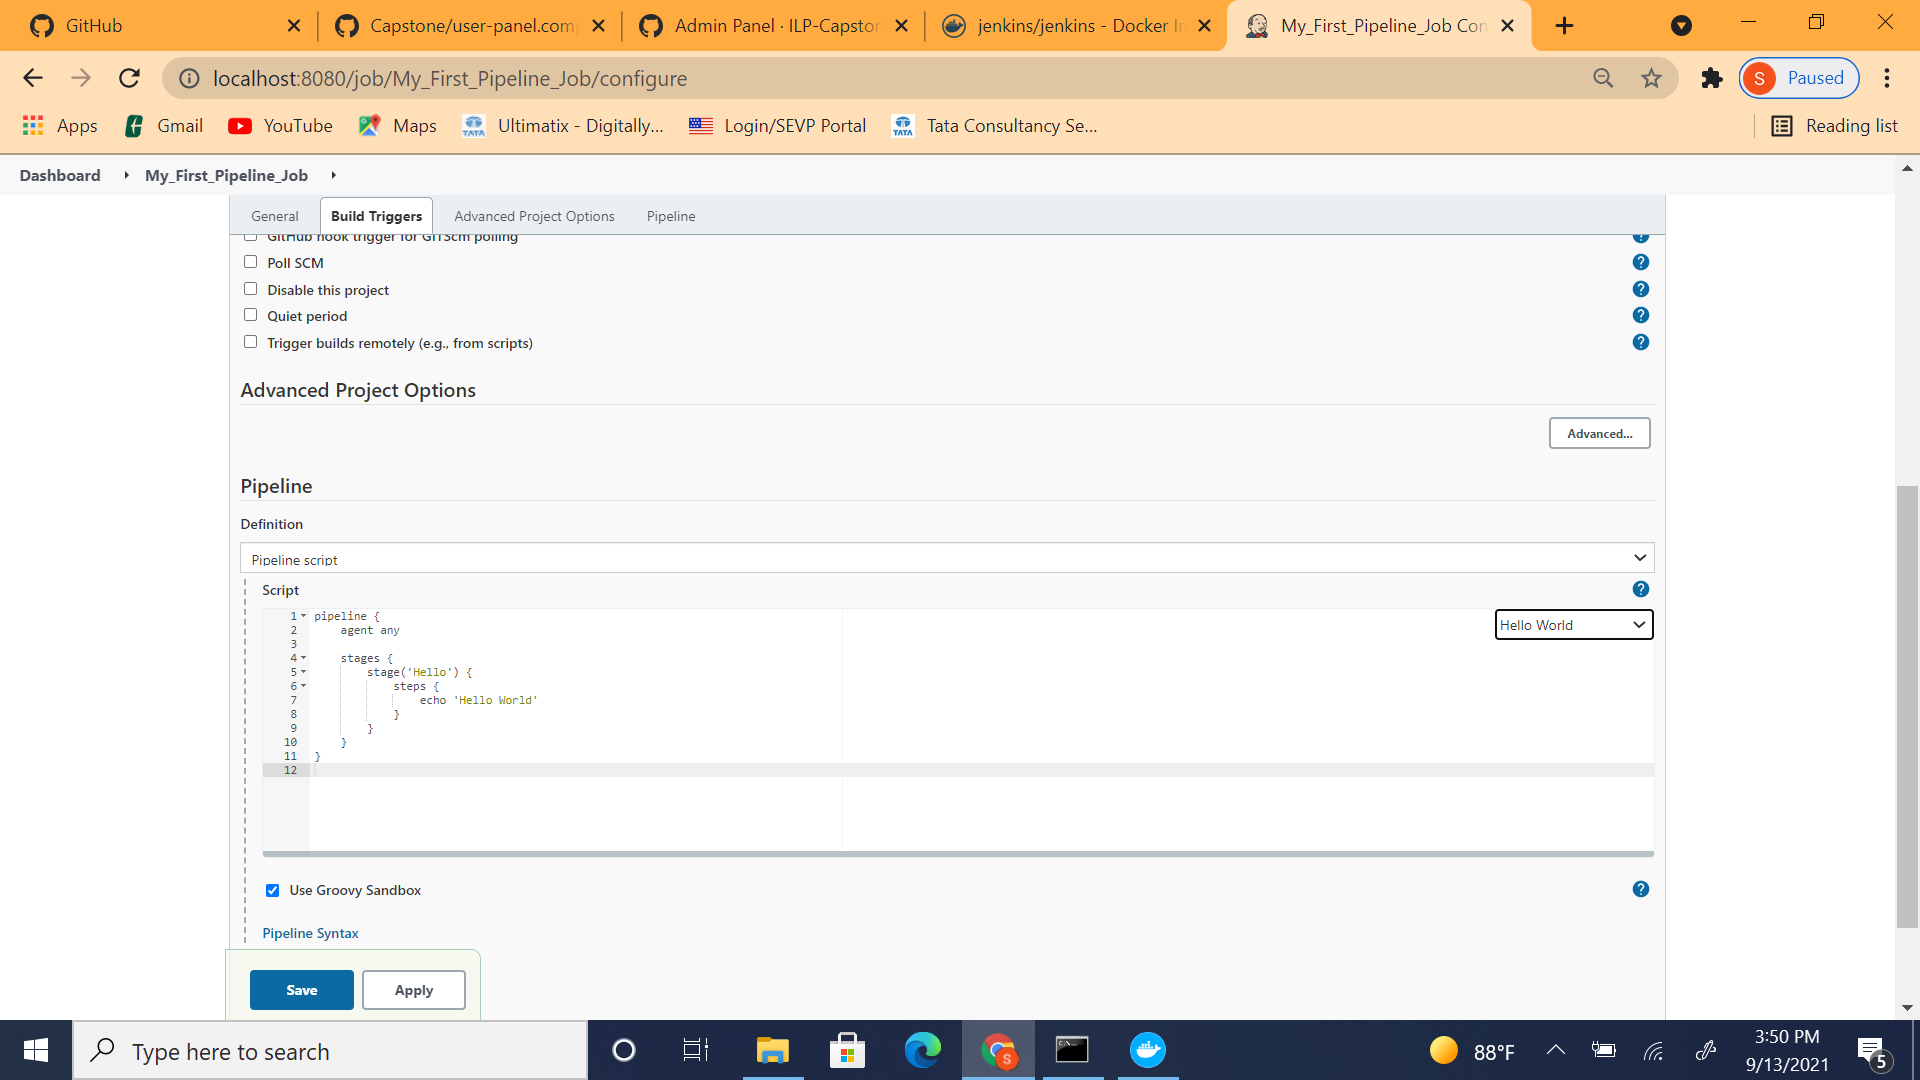 GitHub
Capstone/user-panel.com
Admin Panel · ILP-Capston
jenkins/jenkins - Docker I
My_First_Pipeline_Job Con
localhost:8080/job/My_First_Pipeline_Job/configure
S Paused
Apps
Gmail
YouTube
Maps
TATA Ultimatix - Digitally...
Login/SEVP Portal
TATA Tata Consultancy Se...
Reading list
Dashboard
My_First_Pipeline_Job
General
Build Triggers
Advanced Project Options
Pipeline
GitHub hook trigger for GITScm polling ?
Poll SCM ?
Disable this project ?
Quiet period ?
Trigger builds remotely (e.g., from scripts) ?
Advanced Project Options
Advanced...
Pipeline
Definition
Pipeline script
Script ?
Hello World
1 pipeline {
2 agent any
3
4 stages {
5 stage('Hello') {
6 steps {
7 echo 'Hello World'
8 }
9 }
10 }
11 }
12
Use Groovy Sandbox ?
Pipeline Syntax
Save
Apply
Type here to search
S
88°F
3:50 PM
9/13/2021
5